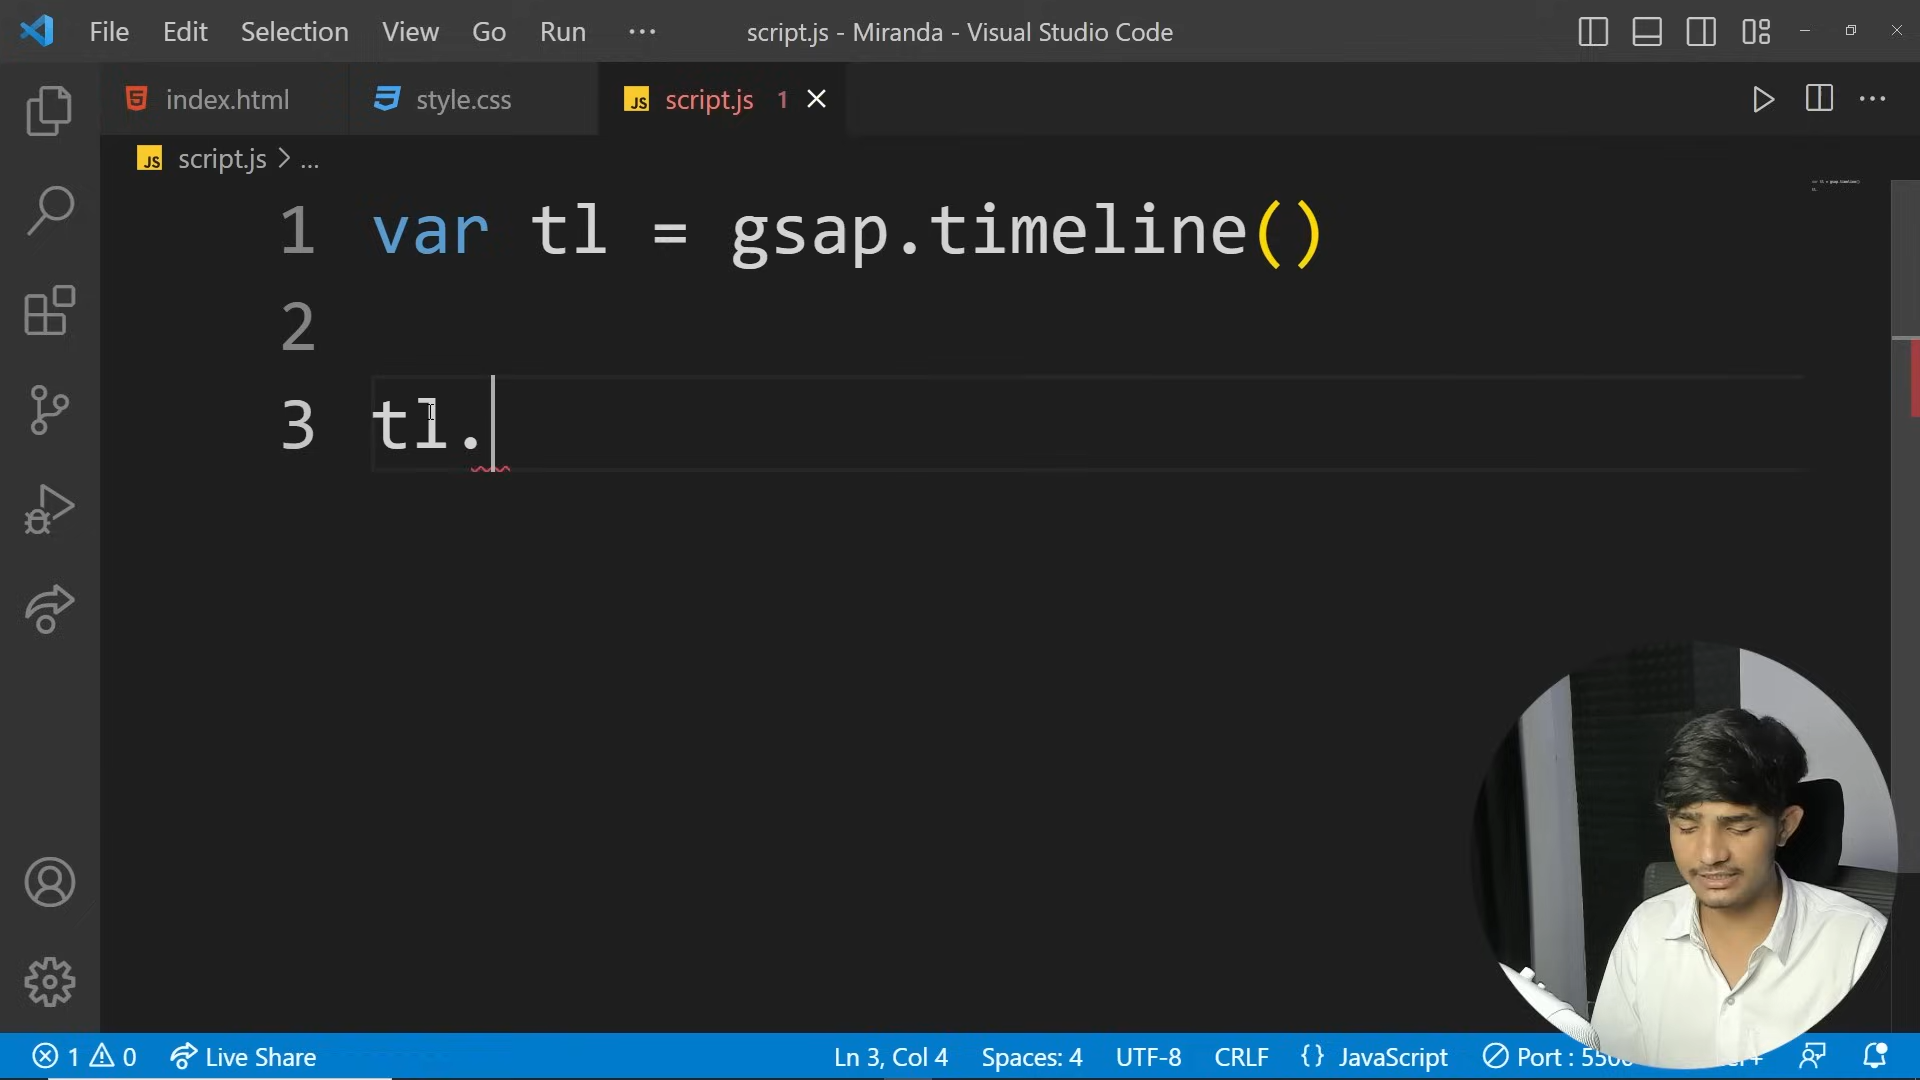 File Edit Selection View Go Run ... script.js - Miranda - Visual Studio Code
index.html style.css JS script.js 1
JS script.js > ...
1 var tl = gsap.timeline()
2
3 tl.
1 0 Live Share Ln 3, Col 4 Spaces: 4 UTF-8 CRLF {} JavaScript Port :